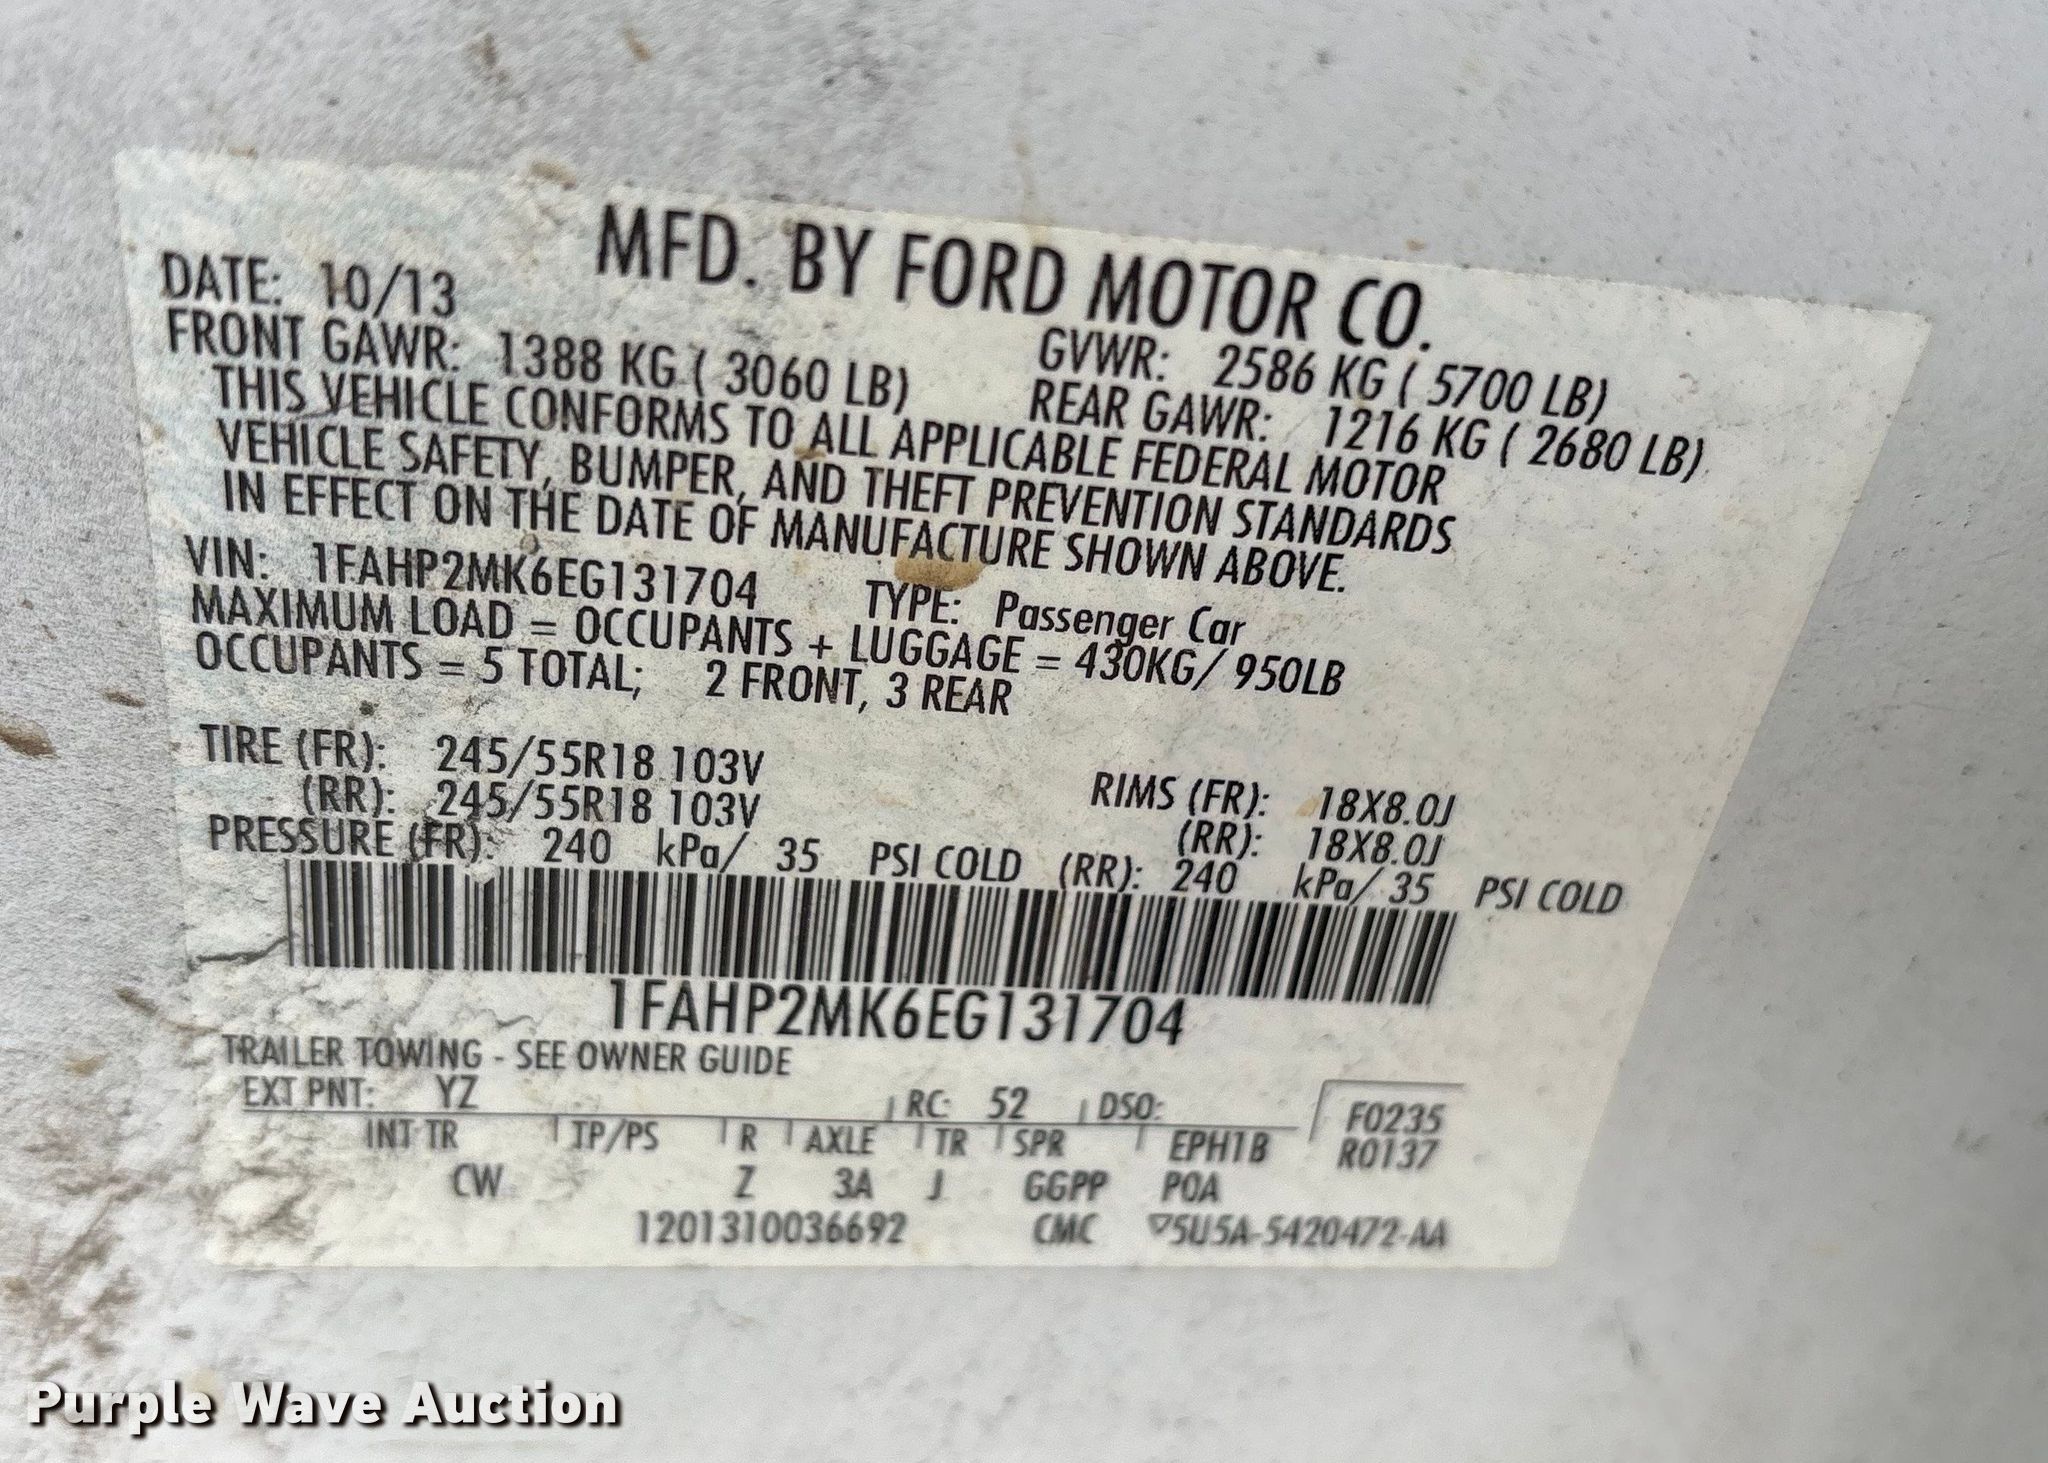 MFD. BY FORD MOTOR CO.
DATE: 10/13
GVWR: 2586 KG ( 5700 LB)
FRONT GAWR: 1388 KG ( 3060 LB) REAR GAWR: 1216 KG ( 2680 LB)
THIS VEHICLE CONFORMS TO ALL APPLICABLE FEDERAL MOTOR
VEHICLE SAFETY, BUMPER, AND THEFT PREVENTION STANDARDS
IN EFFECT ON THE DATE OF MANUFACTURE SHOWN ABOVE.
VIN: 1FAHP2MK6EG131704 TYPE: Passenger Car
MAXIMUM LOAD = OCCUPANTS + LUGGAGE = 430KG/ 950LB
OCCUPANTS = 5 TOTAL; 2 FRONT, 3 REAR
TIRE (FR): 245/55R18 103V RIMS (FR): 18X8.0J
(RR): 245/55R18 103V (RR): 18X8.0J
PRESSURE (FR): 240 kPa/ 35 PSI COLD (RR): 240 kPa/ 35 PSI COLD
1FAHP2MK6EG131704
TRAILER TOWING - SEE OWNER GUIDE
EXT PNT: YZ RC: 52 DSO: F0235
INT TR TP/PS R AXLE TR SPR EPH1B R0137
CW Z 3A J GGPP POA
1201310036692 CMC 5U5A-5420472-AA
Purple Wave Auction